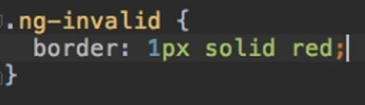 .ng-invalid {
  border: 1px solid red;
}